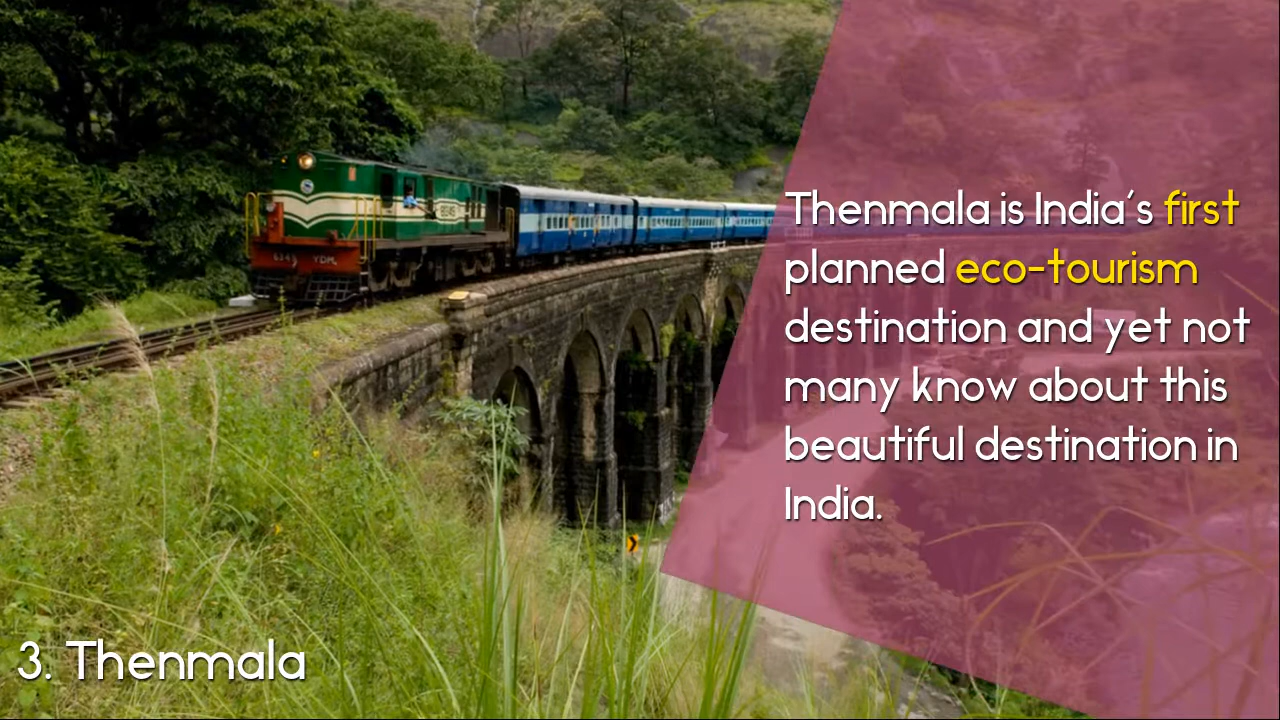 Thenmala is India's first
planned eco-tourism
destination and yet not
many know about this
beautiful destination in
India.
3. Thenmala